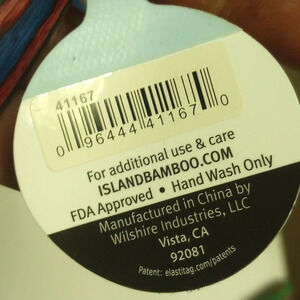 41167
0 96444 41167 0
For additional use & care
ISLANDBAMBOO.COM
FDA Approved • Hand Wash Only
Manufactured in China by
Wilshire Industries, LLC
Vista, CA
92081
Patent: elastitag.com/patents